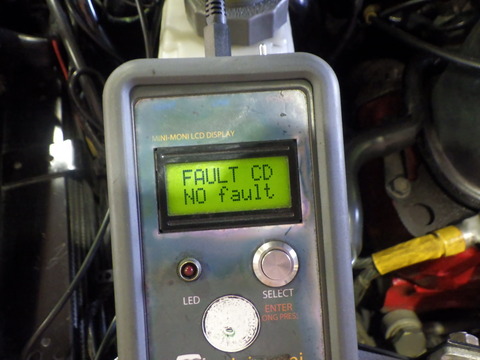 MINI-MONI LCD DISPLAY
FAULT CD
NO fault
LED
SELECT
ENTER